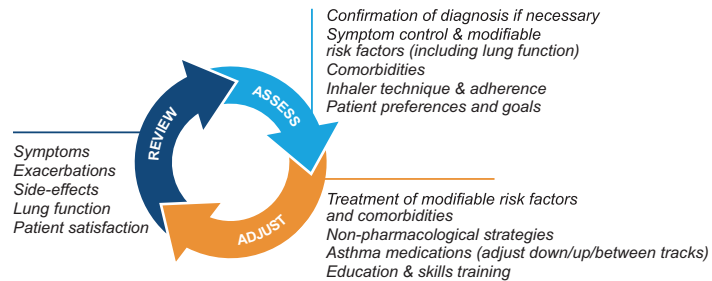 Confirmation of diagnosis if necessary
Symptom control & modifiable
risk factors (including lung function)
Comorbidities
Inhaler technique & adherence
Patient preferences and goals
ASSESS
REVIEW
Symptoms
Exacerbations
Side-effects
Lung function
Patient satisfaction
ADJUST
Treatment of modifiable risk factors
and comorbidities
Non-pharmacological strategies
Asthma medications (adjust down/up/between tracks)
Education & skills training